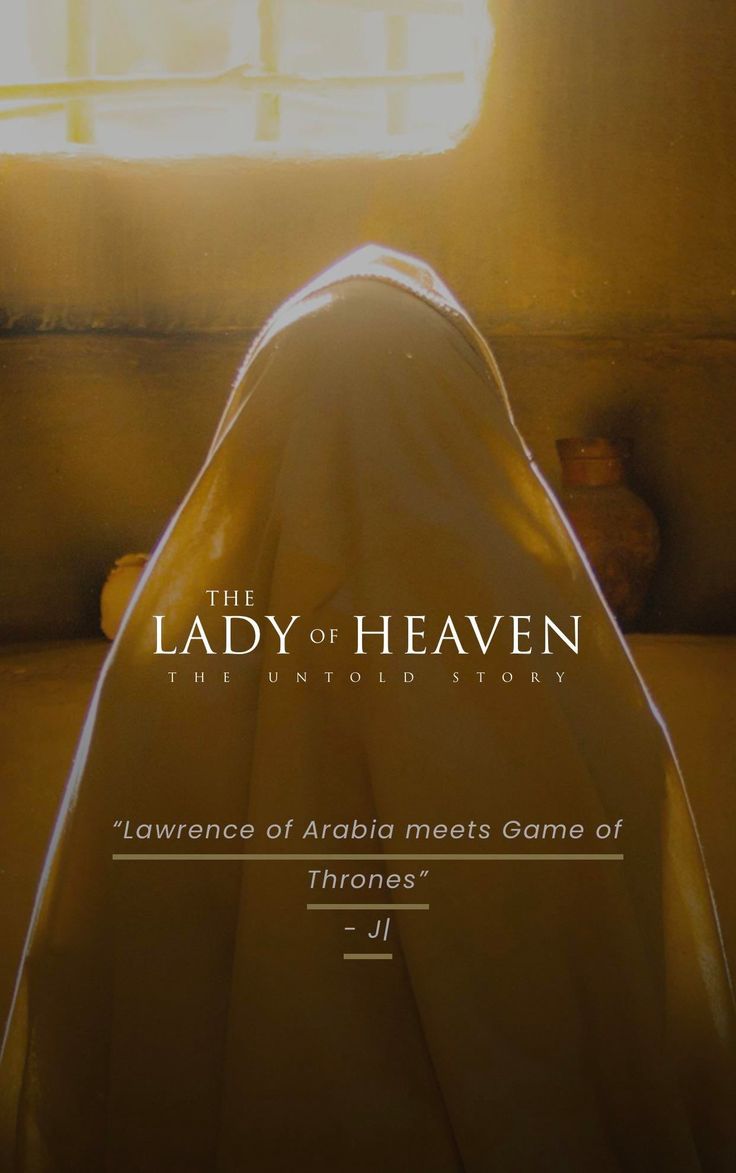 THE
LADY OF HEAVEN
THE UNTOLD STORY
“Lawrence of Arabia meets Game of
Thrones”
- J|